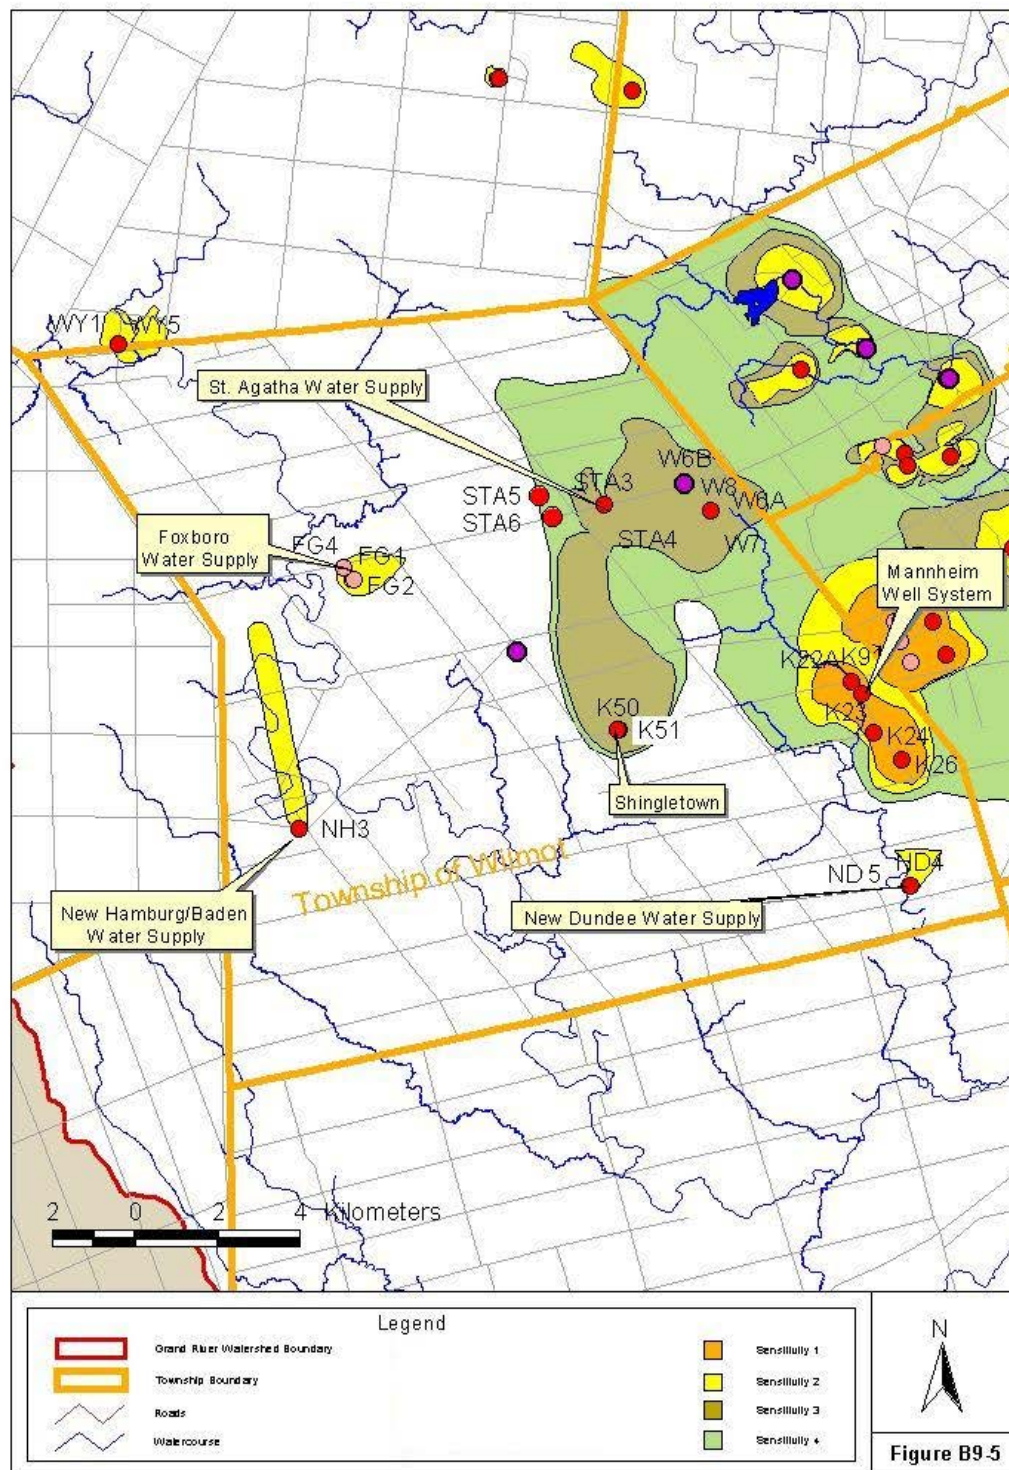 WY1 WY5
St. Agatha Water Supply
W6B
STA3
W8 W6A
STA5
STA6
STA4
W7
Foxboro
Water Supply
FG4
FG1
FG2
Mannheim
Well System
K22A K91
K23
K24
K26
K50
K51
Shingletown
NH3
Township of Wilmot
ND5 ND4
New Hamburg/Baden
Water Supply
New Dundee Water Supply
2 0 2 4 Kilometers
Legend
Grand River Watershed Boundary
Township Boundary
Roads
Watercourse
Sensitivity 1
Sensitivity 2
Sensitivity 3
Sensitivity 4
N
Figure B9-5